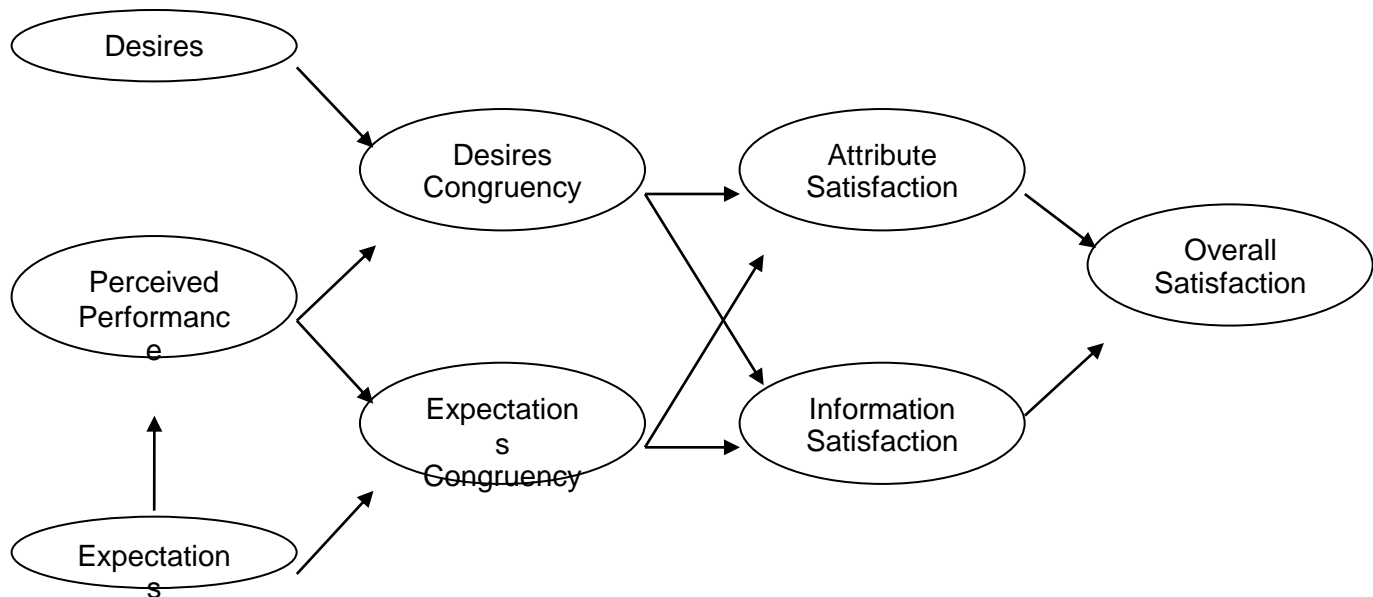 Desires
Desires
Congruency
Attribute
Satisfaction
Overall
Satisfaction
Perceived
Performanc
e
Expectation
s
Congruency
Information
Satisfaction
Expectation
s